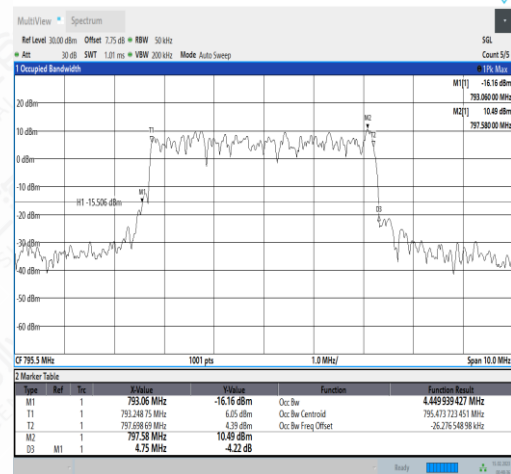 MultiView Spectrum
Ref Level 30.00 dBm Offset 7.75 dB RBW 50 kHz SGL
Att 30 dB SWT 1.01 ms VBW 200 kHz Mode Auto Sweep Count 5/5
1 Occupied Bandwidth 1Pk Max
M1[1] -16.16 dBm
793.060 00 MHz
M2[1] 10.49 dBm
797.580 00 MHz
20 dBm
M2
T1
T2
10 dBm
0 dBm
-10 dBm
M1
H1 -15.506 dBm
D3
-20 dBm
-30 dBm
-40 dBm
-50 dBm
-60 dBm
CF 795.5 MHz 1001 pts 1.0 MHz/ Span 10.0 MHz
2 Marker Table
Type Ref Trc X-Value Y-Value Function Function Result
M1 1 793.06 MHz -16.16 dBm Occ Bw 4.449 939 427 MHz
T1 1 793.248 75 MHz 6.05 dBm Occ Bw Centroid 795.473 723 451 MHz
T2 1 797.698 69 MHz 4.39 dBm Occ Bw Freq Offset -26.276 548 98 kHz
M2 1 797.58 MHz 10.49 dBm
D3 M1 1 4.75 MHz -4.22 dB
Ready